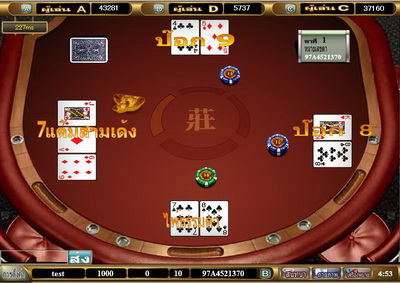 ผู้เล่น A 43281
ผู้เล่น D 5737
ผู้เล่น C 37160
227ms
ป๊อก 9
97A4521370
7แต้มสามเด้ง
莊
ป๊อก 8
test 1000 0 10 97A4521370 B 4:53